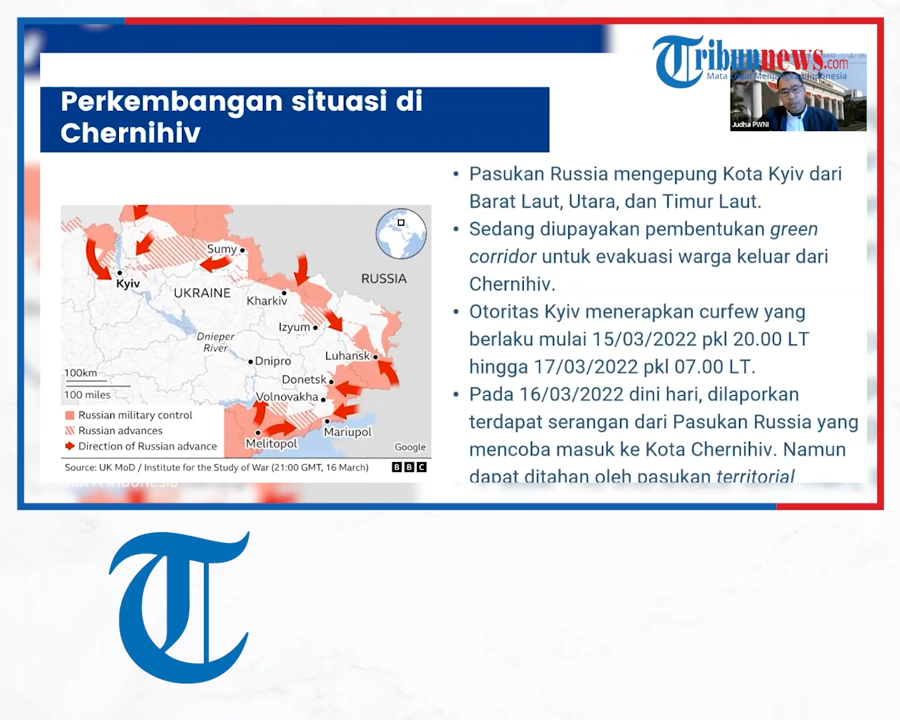 Tribunnews.com
Mata Lokal Menjangkau Indonesia
Judha PWNI
Perkembangan situasi di
Chernihiv
Sumy
Kyiv
UKRAINE
RUSSIA
Kharkiv
Izyum
Dnieper
River
Dnipro
Luhansk
Donetsk
Volnovakha
Mariupol
Melitopol
100km
100 miles
Russian military control
Russian advances
Direction of Russian advance
Google
Source: UK MoD / Institute for the Study of War (21:00 GMT, 16 March)
BBC
• Pasukan Russia mengepung Kota Kyiv dari
Barat Laut, Utara, dan Timur Laut.
• Sedang diupayakan pembentukan green
corridor untuk evakuasi warga keluar dari
Chernihiv.
• Otoritas Kyiv menerapkan curfew yang
berlaku mulai 15/03/2022 pkl 20.00 LT
hingga 17/03/2022 pkl 07.00 LT.
• Pada 16/03/2022 dini hari, dilaporkan
terdapat serangan dari Pasukan Russia yang
mencoba masuk ke Kota Chernihiv. Namun
dapat ditahan oleh pasukan territorial